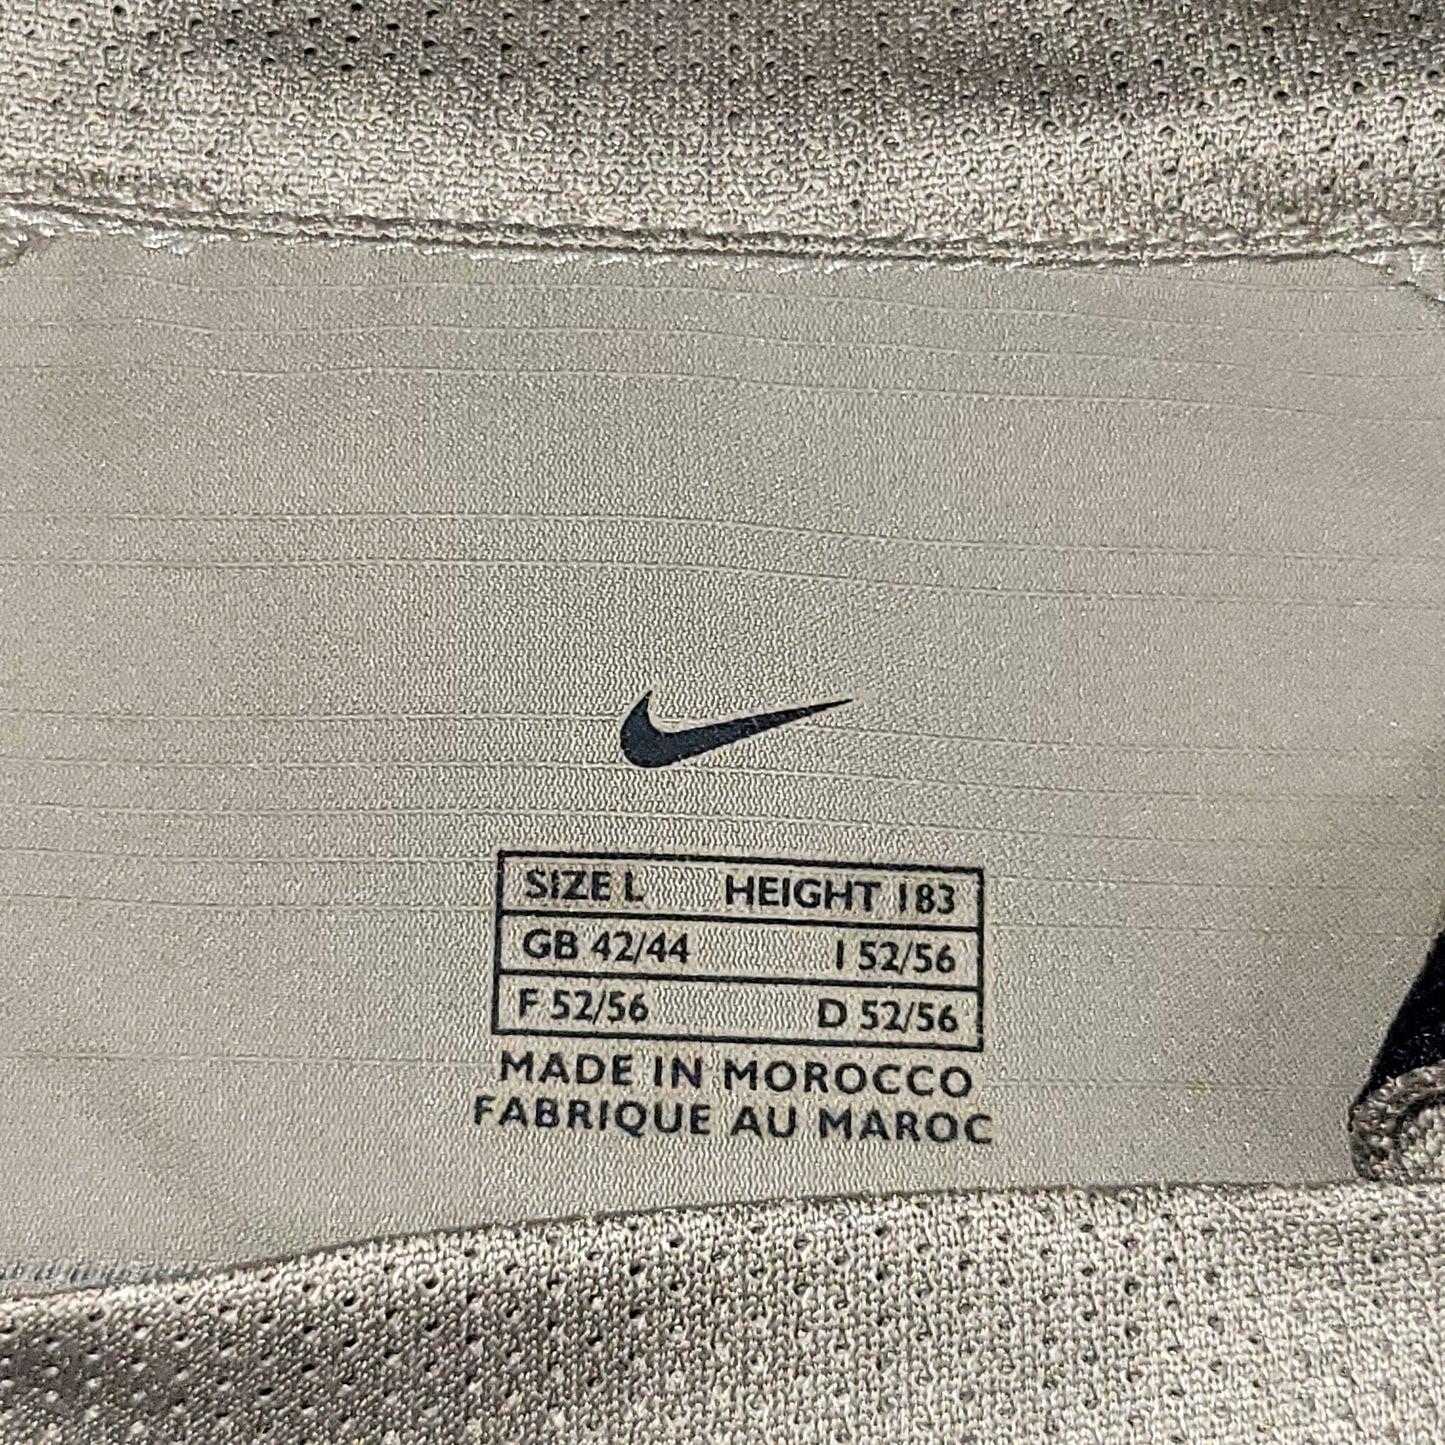 SIZE L HEIGHT 183
GB 42/44 I 52/56
F 52/56 D 52/56
MADE IN MOROCCO
FABRIQUE AU MAROC